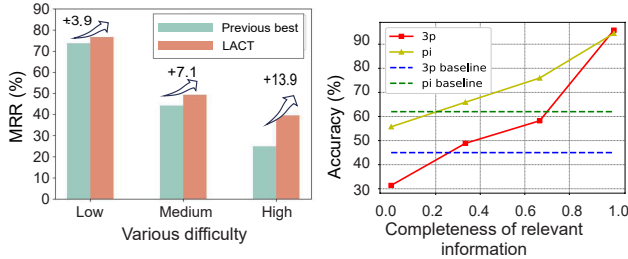 +3.9
Previous best
LACT
+7.1
+13.9
MRR (%)
90
80
70
60
50
40
30
20
10
0
Low
Medium
High
Various difficulty
3p
pi
3p baseline
pi baseline
Accuracy (%)
90
80
70
60
50
40
30
0.0
0.2
0.4
0.6
0.8
1.0
Completeness of relevant
information